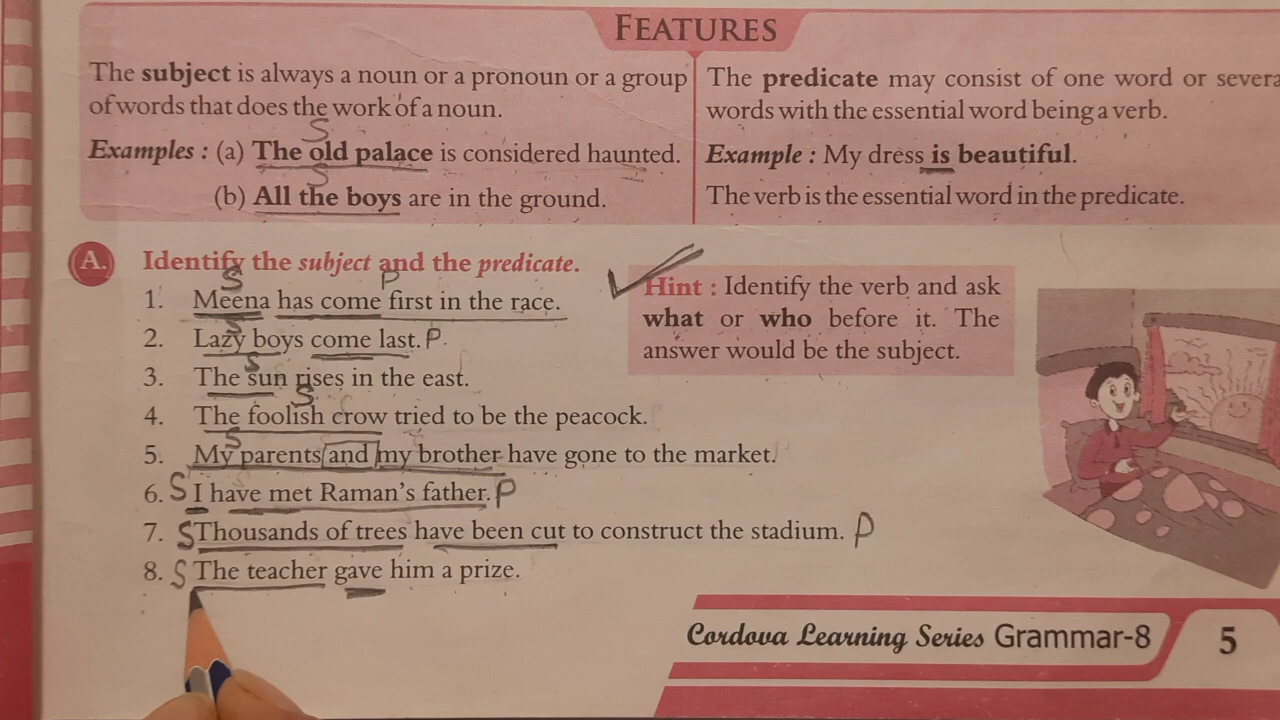 FEATURES
The subject is always a noun or a pronoun or a group
of words that does the work of a noun.
S
Examples : (a) The old palace is considered haunted.
S
(b) All the boys are in the ground.
The predicate may consist of one word or severa
words with the essential word being a verb.
Example : My dress is beautiful.
The verb is the essential word in the predicate.
A. Identify the subject and the predicate.
S P
1. Meena has come first in the race.
S
2. Lazy boys come last. P
S
3. The sun rises in the east.
S
4. The foolish crow tried to be the peacock.
S
5. My parents and my brother have gone to the market.
6. S I have met Raman's father. P
7. S Thousands of trees have been cut to construct the stadium. P
8. S The teacher gave him a prize.
Hint : Identify the verb and ask
what or who before it. The
answer would be the subject.
Cordova Learning Series Grammar-8 5